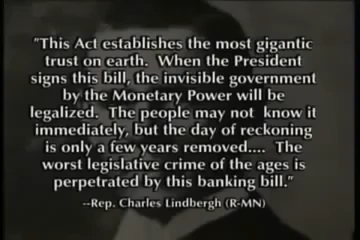 "This Act establishes the most gigantic
trust on earth.  When the President
signs this bill, the invisible government
by the Monetary Power will be
legalized.  The people may not  know it
immediately, but the day of reckoning
is only a few years removed....  The
worst legislative crime of the ages is
perpetrated by this banking bill."
--Rep. Charles Lindbergh (R-MN)